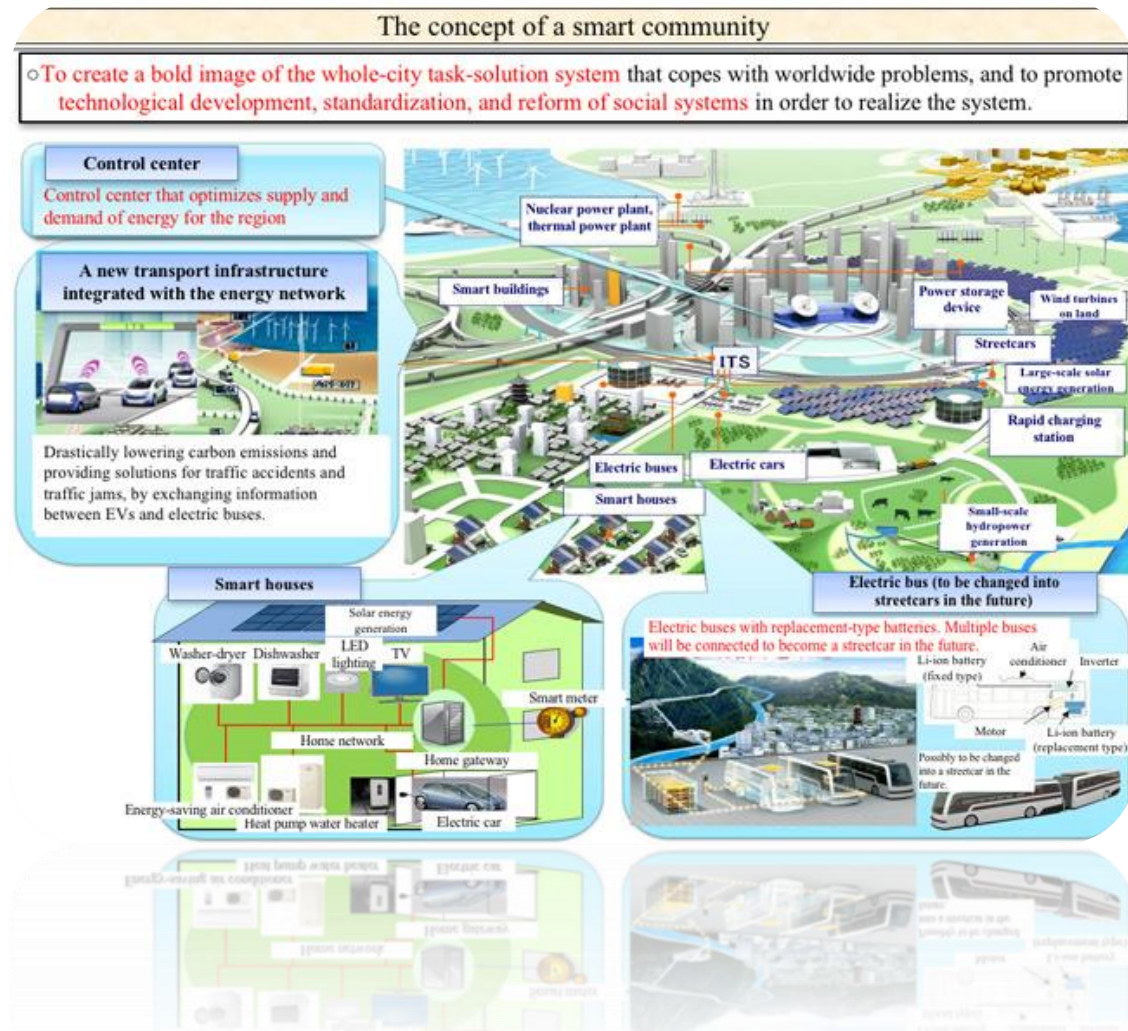 The concept of a smart community
○To create a bold image of the whole-city task-solution system that copes with worldwide problems, and to promote
technological development, standardization, and reform of social systems in order to realize the system.
Control center
Control center that optimizes supply and
demand of energy for the region
A new transport infrastructure
integrated with the energy network
Drastically lowering carbon emissions and
providing solutions for traffic accidents and
traffic jams, by exchanging information
between EVs and electric buses.
Nuclear power plant,
thermal power plant
Smart buildings
Power storage
device
Wind turbines
on land
Streetcars
ITS
Large-scale solar
energy generation
Rapid charging
station
Electric buses
Electric cars
Smart houses
Small-scale
hydropower
generation
Smart houses
Solar energy
generation
Washer-dryer
Dishwasher
LED
lighting
TV
Smart meter
Home network
Home gateway
Energy-saving air conditioner
Heat pump water heater
Electric car
Electric bus (to be changed into
streetcars in the future)
Electric buses with replacement-type batteries. Multiple buses
will be connected to become a streetcar in the future.
Li-ion battery
(fixed type)
Air
conditioner
Inverter
Motor
Li-ion battery
(replacement type)
Possibly to be changed
into a streetcar in the
future.